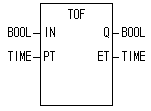 TOF
BOOL IN Q BOOL
TIME PT ET TIME